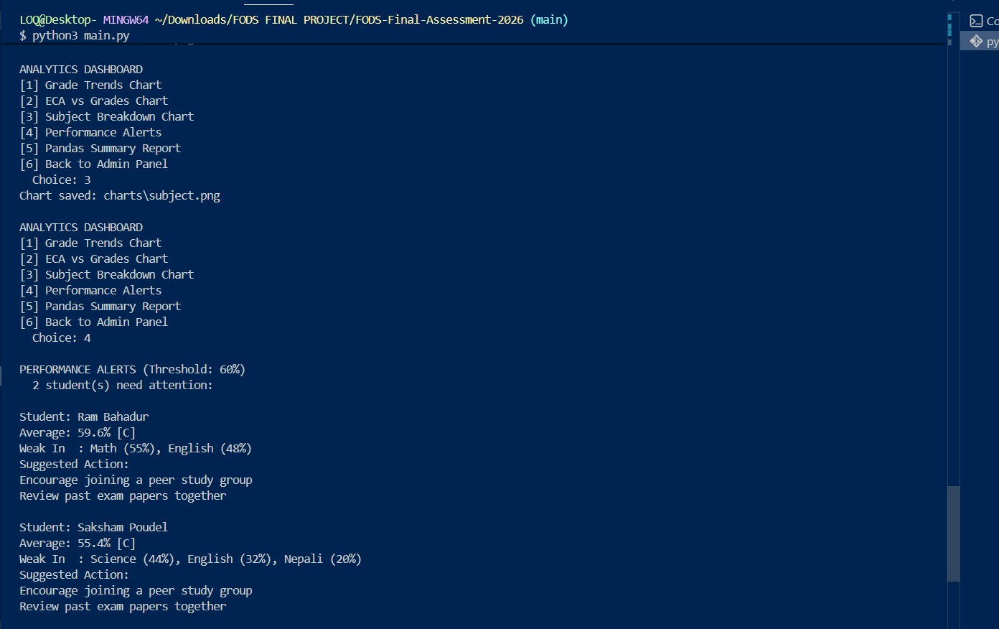 LOQ@Desktop- MINGW64 ~/Downloads/FODS FINAL PROJECT/FODS-Final-Assessment-2026 (main)
$ python3 main.py
ANALYTICS DASHBOARD
[1] Grade Trends Chart
[2] ECA vs Grades Chart
[3] Subject Breakdown Chart
[4] Performance Alerts
[5] Pandas Summary Report
[6] Back to Admin Panel
Choice: 3
Chart saved: charts\subject.png
ANALYTICS DASHBOARD
[1] Grade Trends Chart
[2] ECA vs Grades Chart
[3] Subject Breakdown Chart
[4] Performance Alerts
[5] Pandas Summary Report
[6] Back to Admin Panel
Choice: 4
PERFORMANCE ALERTS (Threshold: 60%)
2 student(s) need attention:
Student: Ram Bahadur
Average: 59.6% [C]
Weak In  : Math (55%), English (48%)
Suggested Action:
Encourage joining a peer study group
Review past exam papers together
Student: Saksham Poudel
Average: 55.4% [C]
Weak In  : Science (44%), English (32%), Nepali (20%)
Suggested Action:
Encourage joining a peer study group
Review past exam papers together